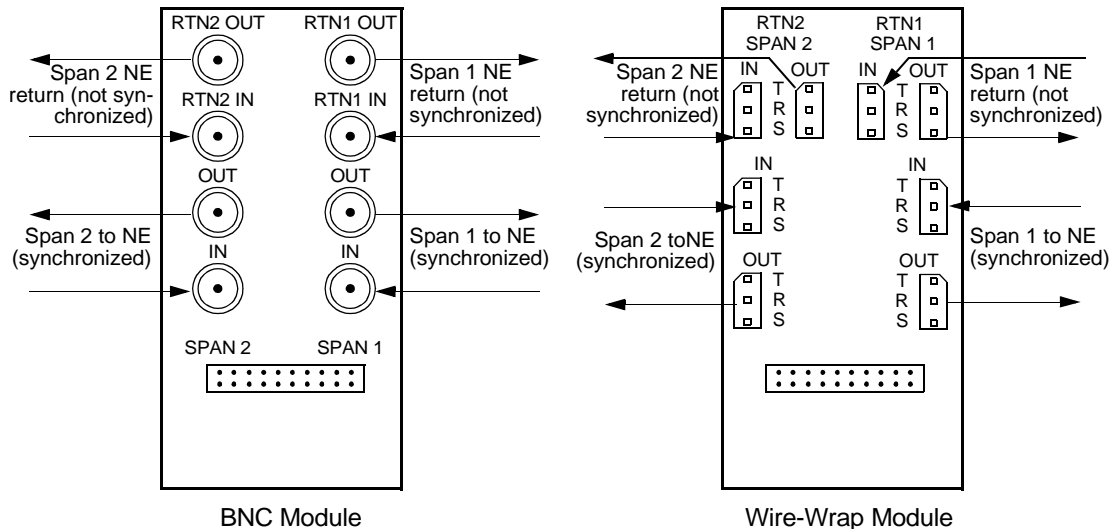 RTN2 OUT
RTN1 OUT
Span 2 NE
return (not syn-
chronized)
Span 1 NE
return (not
synchronized)
RTN2 IN
RTN1 IN
OUT
OUT
Span 2 to NE
(synchronized)
Span 1 to NE
(synchronized)
IN
IN
SPAN 2
SPAN 1
BNC Module
RTN2
SPAN 2
RTN1
SPAN 1
IN
OUT
IN
OUT
Span 2 NE
return (not
synchronized)
T
R
S
T
R
S
Span 1 NE
return (not
synchronized)
IN
T
R
S
IN
T
R
S
Span 2 toNE
(synchronized)
Span 1 to NE
(synchronized)
OUT
T
R
S
OUT
T
R
S
Wire-Wrap Module